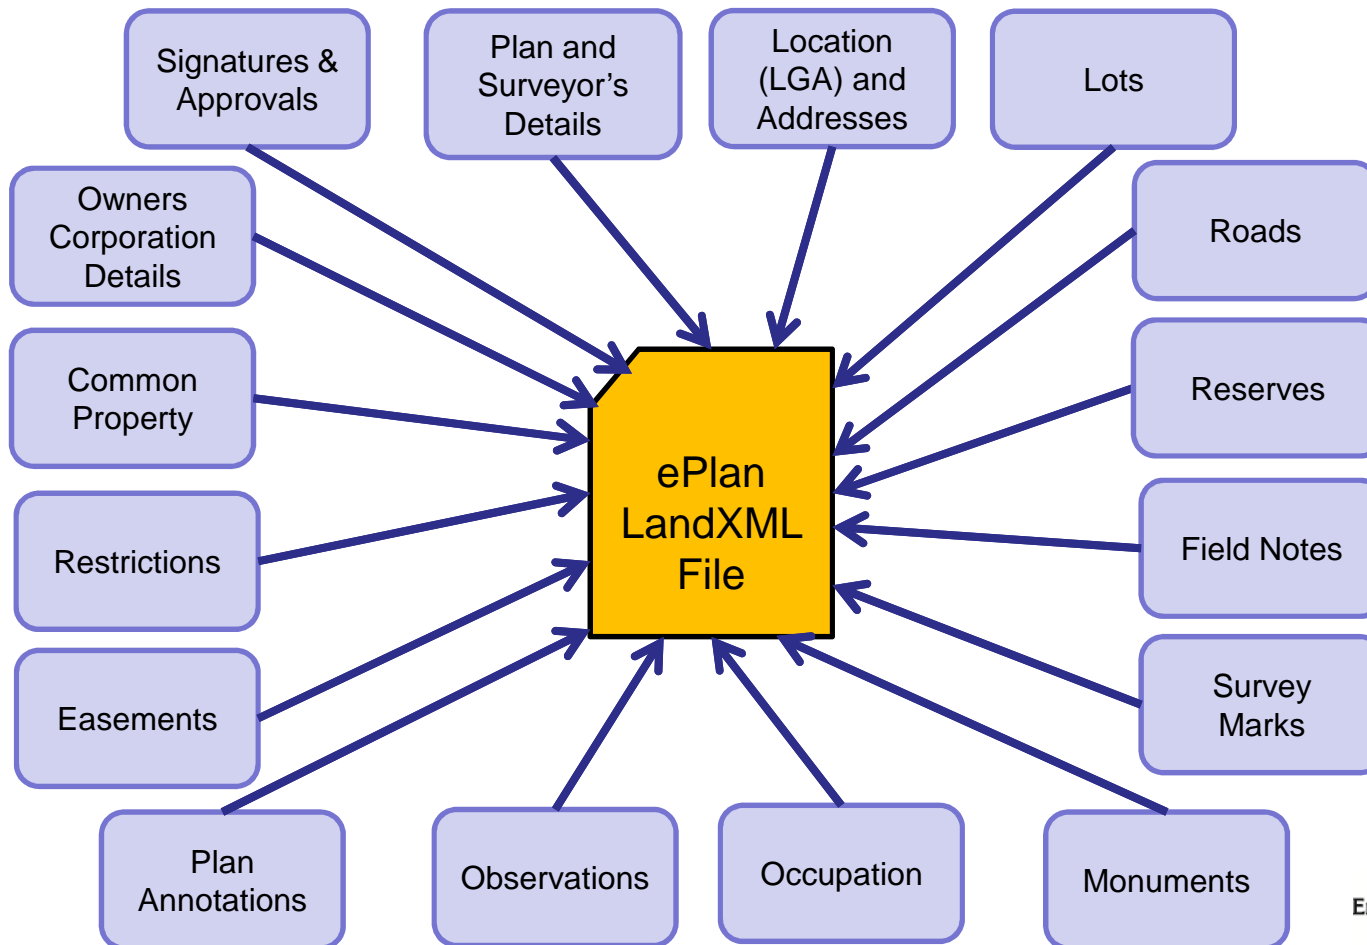 Signatures &
Approvals
Plan and
Surveyor's
Details
Location
(LGA) and
Addresses
Lots
Owners
Corporation
Details
Roads
Common
Property
Reserves
ePlan
LandXML
File
Restrictions
Field Notes
Easements
Survey
Marks
Plan
Annotations
Observations
Occupation
Monuments